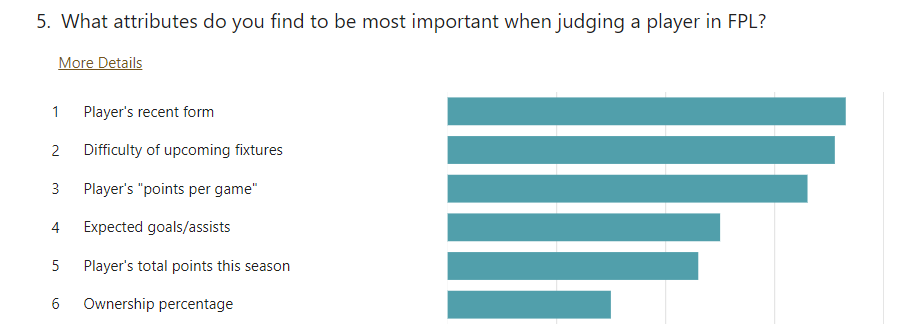 5. What attributes do you find to be most important when judging a player in FPL?
More Details
1 Player's recent form
2 Difficulty of upcoming fixtures
3 Player's "points per game"
4 Expected goals/assists
5 Player's total points this season
6 Ownership percentage